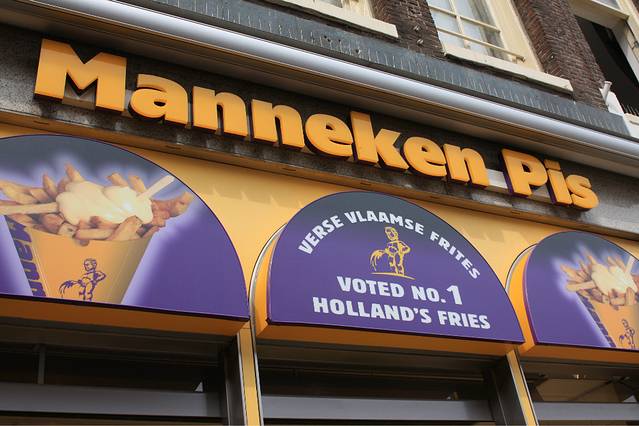 Manneken Pis
VERSE VLAAMSE FRITES
VOTED NO.1
HOLLAND'S FRIES